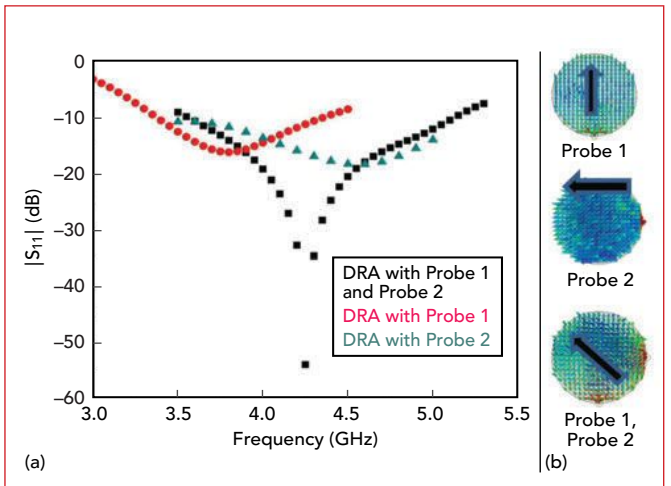 0
–10
–20
–30
–40
–50
–60
|S11| (dB)
3.0 3.5 4.0 4.5 5.0 5.5
Frequency (GHz)
DRA with Probe 1
and Probe 2
DRA with Probe 1
DRA with Probe 2
(a)
Probe 1
Probe 2
Probe 1,
Probe 2
(b)